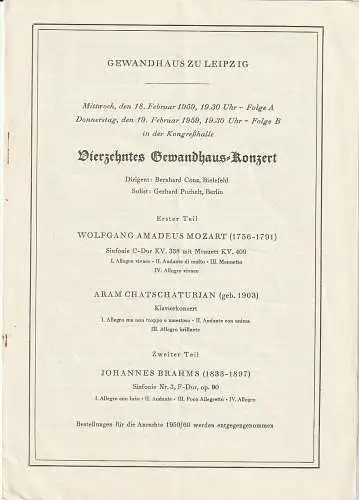 GEWANDHAUS ZU LEIPZIG
Mittwoch, den 18. Februar 1959, 19.30 Uhr – Folge A
Donnerstag, den 19. Februar 1959, 19.30 Uhr – Folge B
in der Kongreßhalle
Vierzehntes Gewandhaus-Konzert
Dirigent: Bernhard Conz, Bielefeld
Solist: Gerhard Puchelt, Berlin
Erster Teil
WOLFGANG AMADEUS MOZART (1756-1791)
Sinfonie C-Dur KV. 338 mit Menuett KV. 409
I. Allegro vivace · II. Andante di molto · III. Menuetto
IV. Allegro vivace
ARAM CHATSCHATURIAN (geb. 1903)
Klavierkonzert
I. Allegro ma non troppo e maestoso · II. Andante con anima
III. Allegro brillante
Zweiter Teil
JOHANNES BRAHMS (1833-1897)
Sinfonie Nr. 3, F-Dur, op. 90
I. Allegro con brio · II. Andante · III. Poco Allegretto · IV. Allegro
Bestellungen für die Anrechte 1959/60 werden entgegengenommen